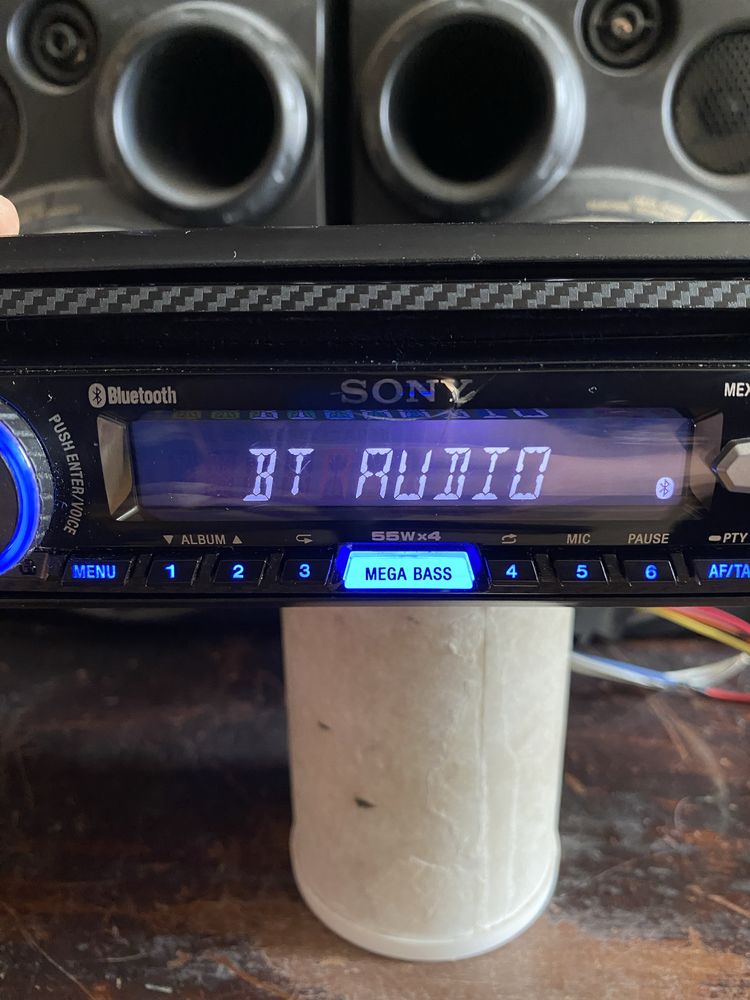 Bluetooth
SONY
MEX
PUSH ENTER/VOICE
BT AUDIO
ALBUM
55W×4
MIC
PAUSE
PTY
MENU
1
2
3
MEGA BASS
4
5
6
AF/TA